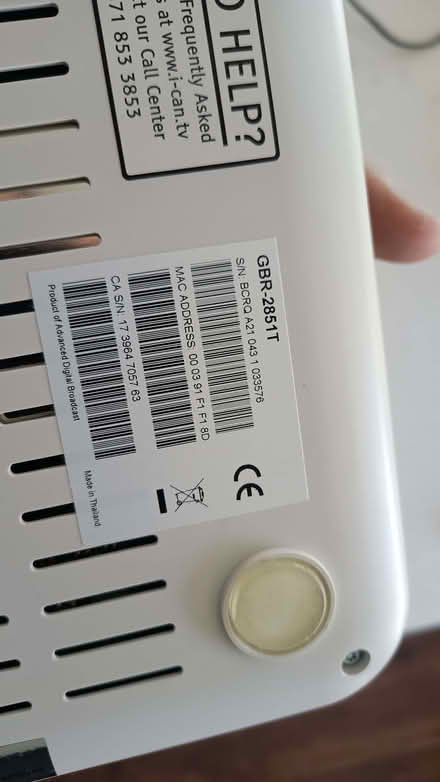 O HELP?
Frequently Asked
s at www.i-can.tv
t our Call Center
71 853 3853
GBR-2851T
S/N: BCRQ A21 043 1 033576
MAC ADDRESS: 00 03 91 F1 F1 8D
CA S/N: 17 3964 7057 63
Product of Advanced Digital Broadcast
Made in Thailand
CE